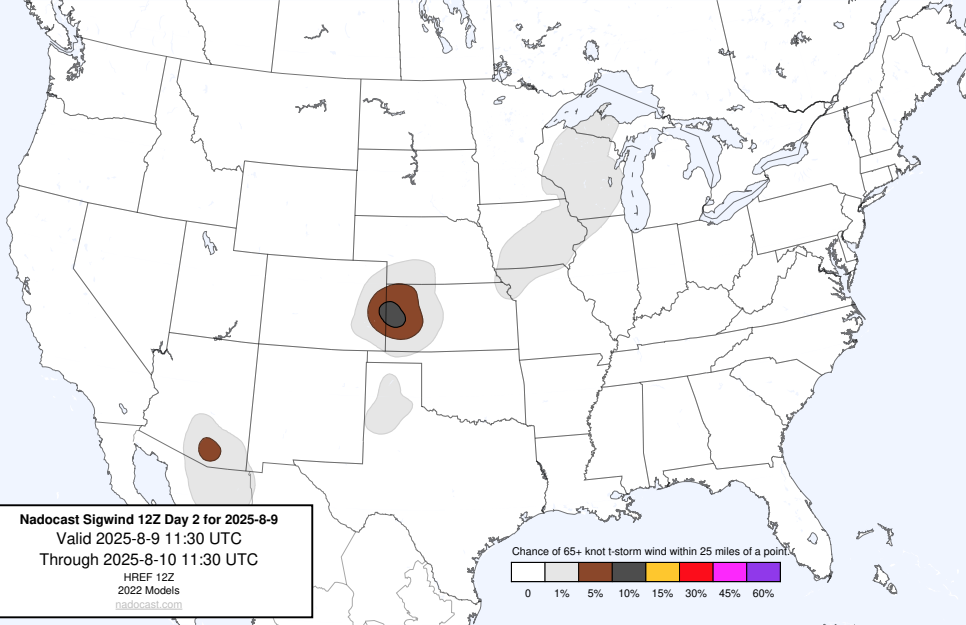 Nadocast Sigwind 12Z Day 2 for 2025-8-9
Valid 2025-8-9 11:30 UTC
Through 2025-8-10 11:30 UTC
HREF 12Z
2022 Models
nadocast.com
Chance of 65+ knot t-storm wind within 25 miles of a point.
0 1% 5% 10% 15% 30% 45% 60%